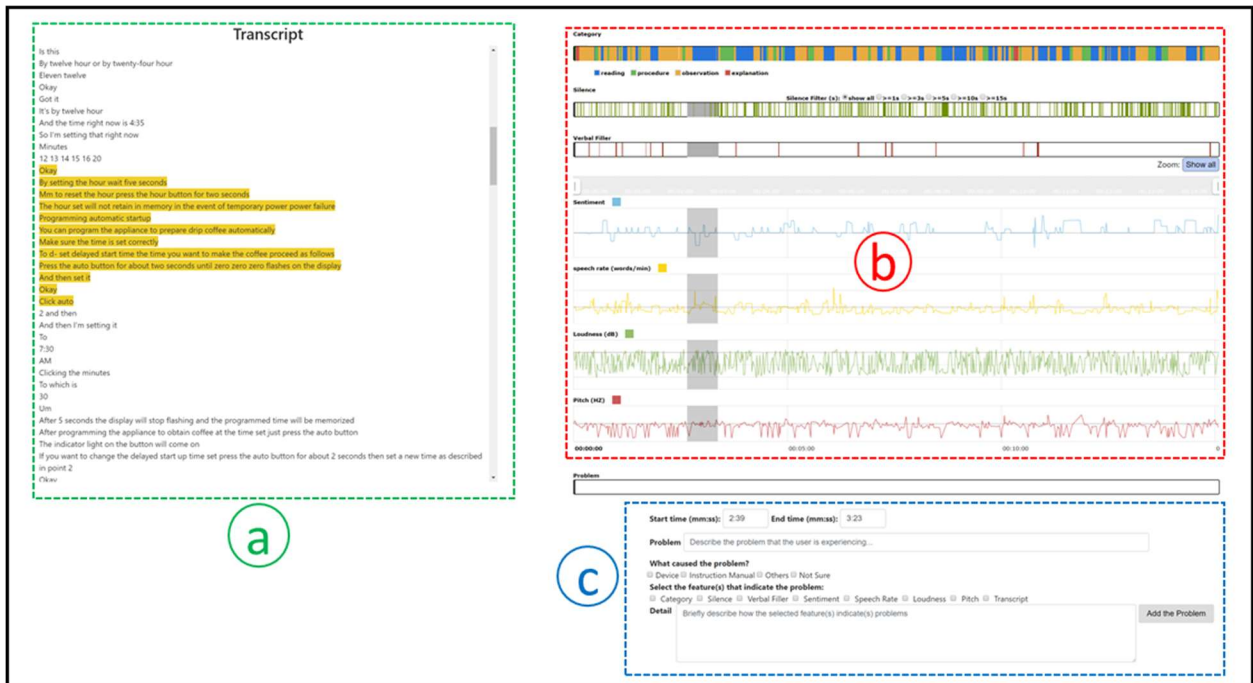 Transcript
Is this
By twelve hour or by twenty-four hour
Eleven twelve
Okay
Got it
It's by twelve hour
And the time right now is 4:35
So I'm setting that right now
Minutes
12 13 14 15 16 20
Okay
By setting the hour wait five seconds
Mm to reset the hour press the hour button for two seconds
The hour set will not retain in memory in the event of temporary power power failure
Programming automatic startup
You can program the appliance to prepare drip coffee automatically
Make sure the time is set correctly
To d- set delayed start time the time you want to make the coffee proceed as follows
Press the auto button for about two seconds until zero zero zero flashes on the display
And then set it
Okay
Click auto
2 and then
And then I'm setting it
To
7:30
AM
Clicking the minutes
To which is
30
Um
After 5 seconds the display will stop flashing and the programmed time will be memorized
After programming the appliance to obtain coffee at the time set just press the auto button
The indicator light on the button will come on
If you want to change the delayed start up time set press the auto button for about 2 seconds then set a new time as described
in point 2
Okay
a
Category
reading procedure observation explanation
Silence
Silence Filter (s): show all >=1s >=3s >=5s >=10s >=15s
Verbal Filler
Zoom: Show all
Sentiment
b
speech rate (words/min)
Loudness (dB)
Pitch (HZ)
00:00:00 00:05:00 00:10:00 0
Problem
Start time (mm:ss): 2:39 End time (mm:ss): 3:23
Problem Describe the problem that the user is experiencing...
What caused the problem?
Device Instruction Manual Others Not Sure
Select the feature(s) that indicate the problem:
Category Silence Verbal Filler Sentiment Speech Rate Loudness Pitch Transcript
Detail Briefly describe how the selected feature(s) indicate(s) problems
Add the Problem
c